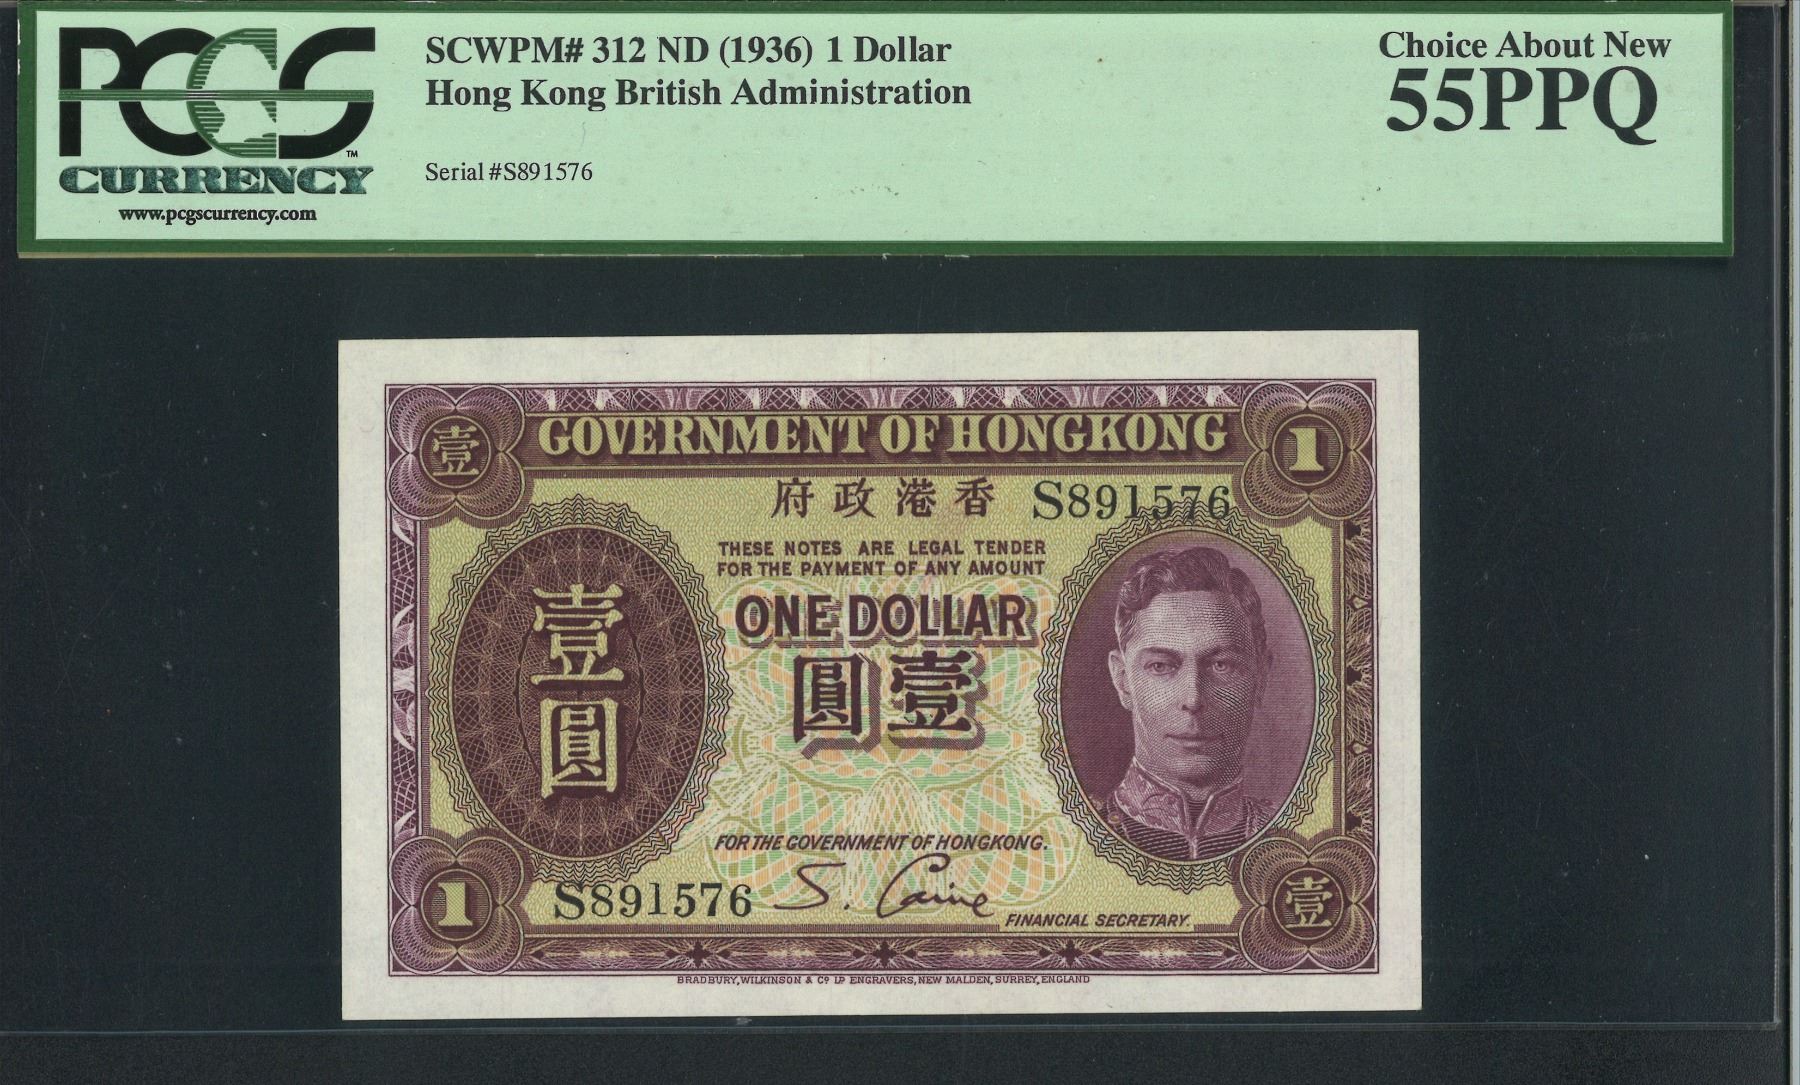 PCGS
CURRENCY™
www.pcgscurrency.com
SCWPM# 312 ND (1936) 1 Dollar
Hong Kong British Administration
Serial #S891576
Choice About New
55PPQ
壹
GOVERNMENT OF HONGKONG
1
府政港香
S891576
THESE NOTES ARE LEGAL TENDER
FOR THE PAYMENT OF ANY AMOUNT
ONE DOLLAR
圓壹
壹
圓
FOR THE GOVERNMENT OF HONGKONG.
1
S891576
S. Caine
FINANCIAL SECRETARY.
壹
BRADBURY, WILKINSON & Cº Lᴰ ENGRAVERS, NEW MALDEN, SURREY, ENGLAND